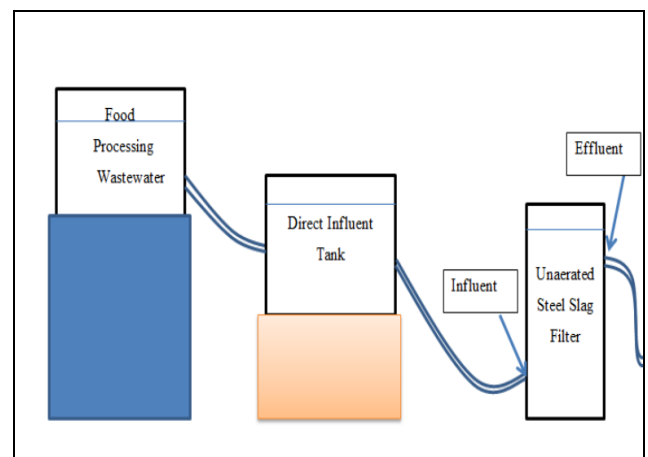 Food
Processing
Wastewater
Direct Influent
Tank
Influent
Effluent
Unaerated
Steel Slag
Filter